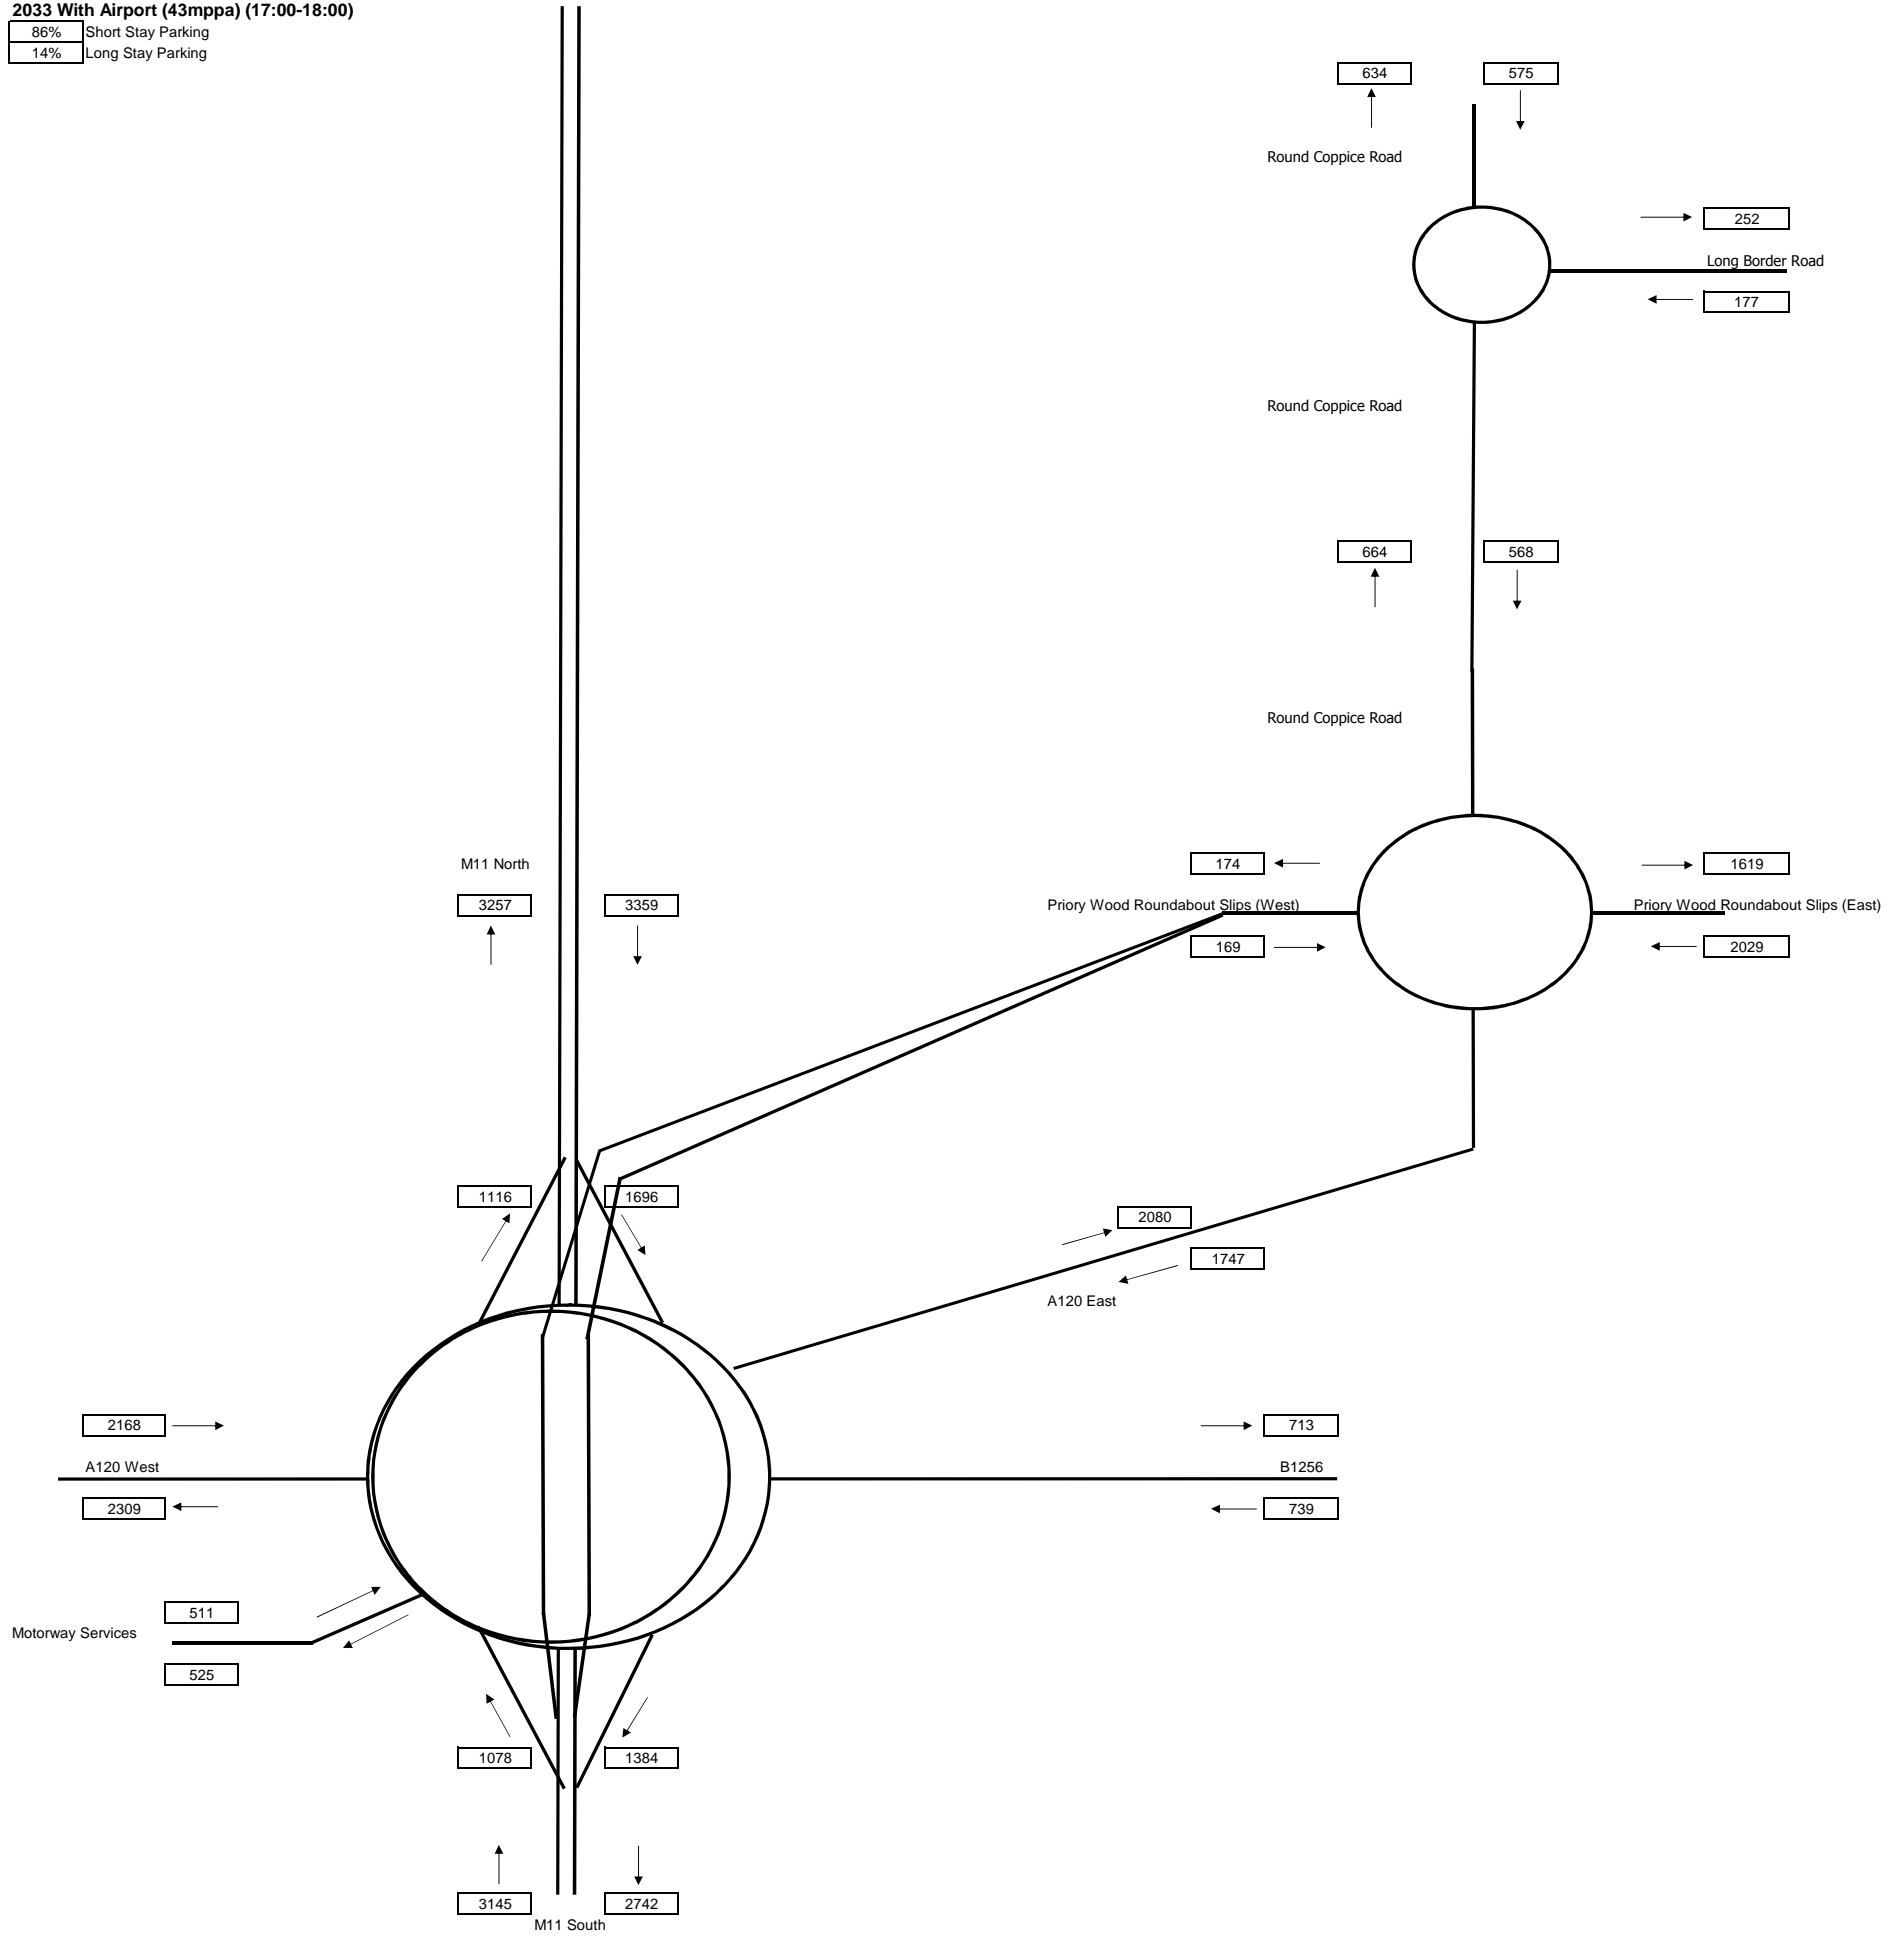 2033 With Airport (43mppa) (17:00-18:00)
86% Short Stay Parking
14% Long Stay Parking
634 575
Round Coppice Road
252
Long Border Road
177
Round Coppice Road
664 568
Round Coppice Road
M11 North
174
1619
3257 3359
Priory Wood Roundabout Slips (West)
Priory Wood Roundabout Slips (East)
169
2029
1116 1696
2080
1747
A120 East
2168
713
A120 West
B1256
2309
739
511
Motorway Services
525
1078 1384
3145 2742
M11 South